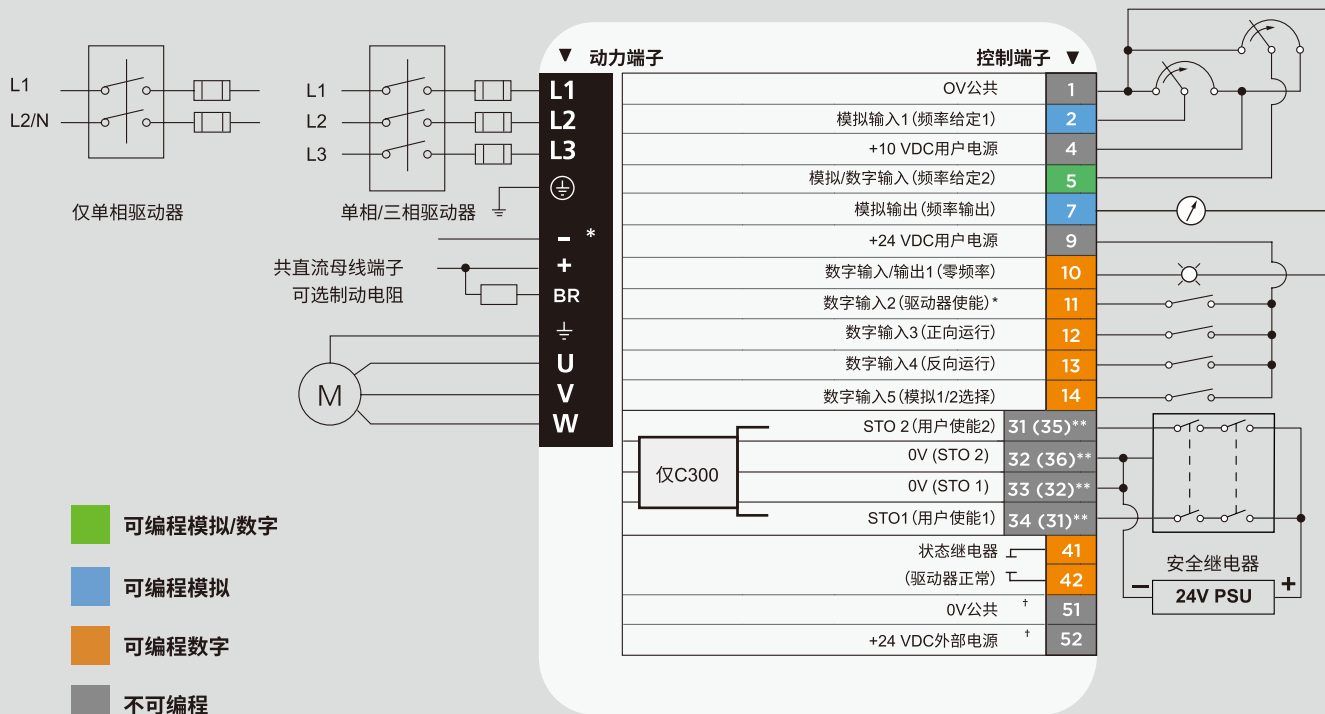 ▼ 动力端子
控制端子 ▼
L1
L2/N
仅单相驱动器
L1
L2
L3
单相/三相驱动器
共直流母线端子
可选制动电阻
M
L1
L2
L3
- *
+
BR
U
V
W
OV公共 1
模拟输入1(频率给定1) 2
+10 VDC用户电源 4
模拟/数字输入(频率给定2) 5
模拟输出(频率输出) 7
+24 VDC用户电源 9
数字输入/输出1(零频率) 10
数字输入2(驱动器使能)* 11
数字输入3(正向运行) 12
数字输入4(反向运行) 13
数字输入5(模拟1/2选择) 14
仅C300
STO 2(用户使能2) 31 (35)**
0V (STO 2) 32 (36)**
0V (STO 1) 33 (32)**
STO1(用户使能1) 34 (31)**
状态继电器 41
(驱动器正常) 42
0V公共 † 51
+24 VDC外部电源 † 52
安全继电器
− 24V PSU +
可编程模拟/数字
可编程模拟
可编程数字
不可编程